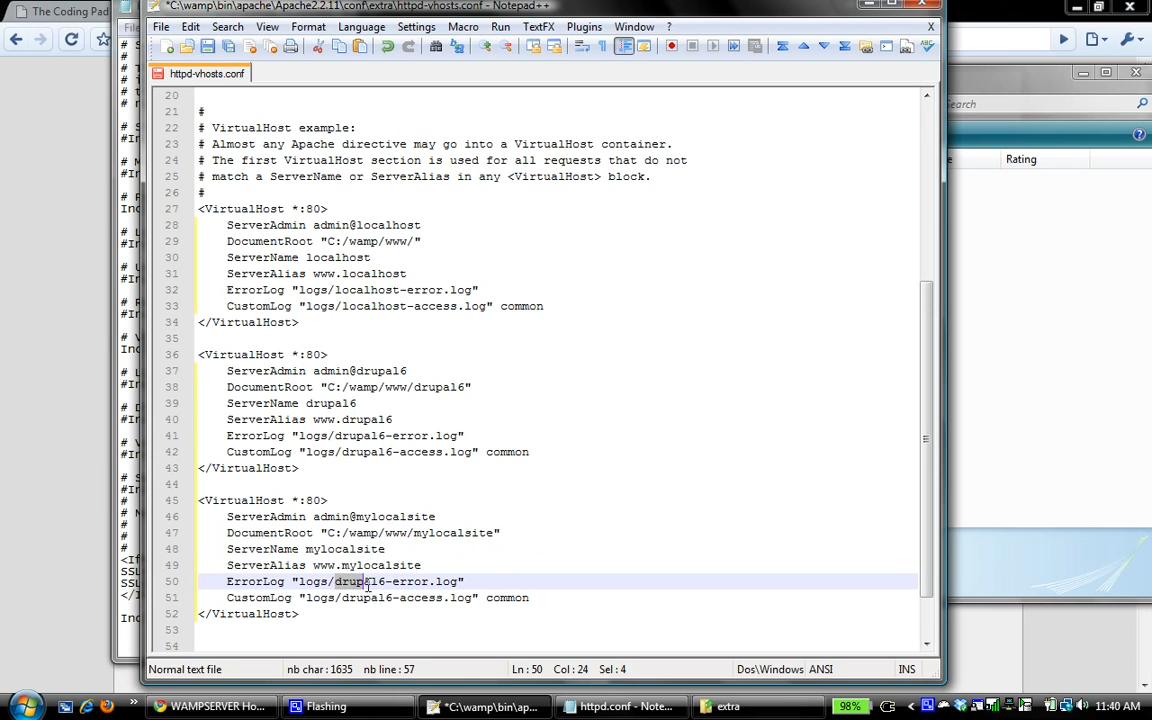 *C:\wamp\bin\apache\Apache2.2.11\conf\extra\httpd-vhosts.conf - Notepad++
The Coding Pad
File
File Edit Search View Format Language Settings Macro Run TextFX Plugins Window ? X
httpd-vhosts.conf
Search
Rating
20
21 #
22 # VirtualHost example:
23 # Almost any Apache directive may go into a VirtualHost container.
24 # The first VirtualHost section is used for all requests that do not
25 # match a ServerName or ServerAlias in any <VirtualHost> block.
26 #
27 <VirtualHost *:80>
28 ServerAdmin admin@localhost
29 DocumentRoot "C:/wamp/www/"
30 ServerName localhost
31 ServerAlias www.localhost
32 ErrorLog "logs/localhost-error.log"
33 CustomLog "logs/localhost-access.log" common
34 </VirtualHost>
35
36 <VirtualHost *:80>
37 ServerAdmin admin@drupal6
38 DocumentRoot "C:/wamp/www/drupal6"
39 ServerName drupal6
40 ServerAlias www.drupal6
41 ErrorLog "logs/drupal6-error.log"
42 CustomLog "logs/drupal6-access.log" common
43 </VirtualHost>
44
45 <VirtualHost *:80>
46 ServerAdmin admin@mylocalsite
47 DocumentRoot "C:/wamp/www/mylocalsite"
48 ServerName mylocalsite
49 ServerAlias www.mylocalsite
50 ErrorLog "logs/drupal6-error.log"
51 CustomLog "logs/drupal6-access.log" common
52 </VirtualHost>
53
54
Normal text file nb char : 1635 nb line : 57 Ln : 50 Col : 24 Sel : 4 Dos\Windows ANSI INS
WAMPSERVER Ho... Flashing *C:\wamp\bin\ap... httpd.conf - Note... extra 98% 11:40 AM